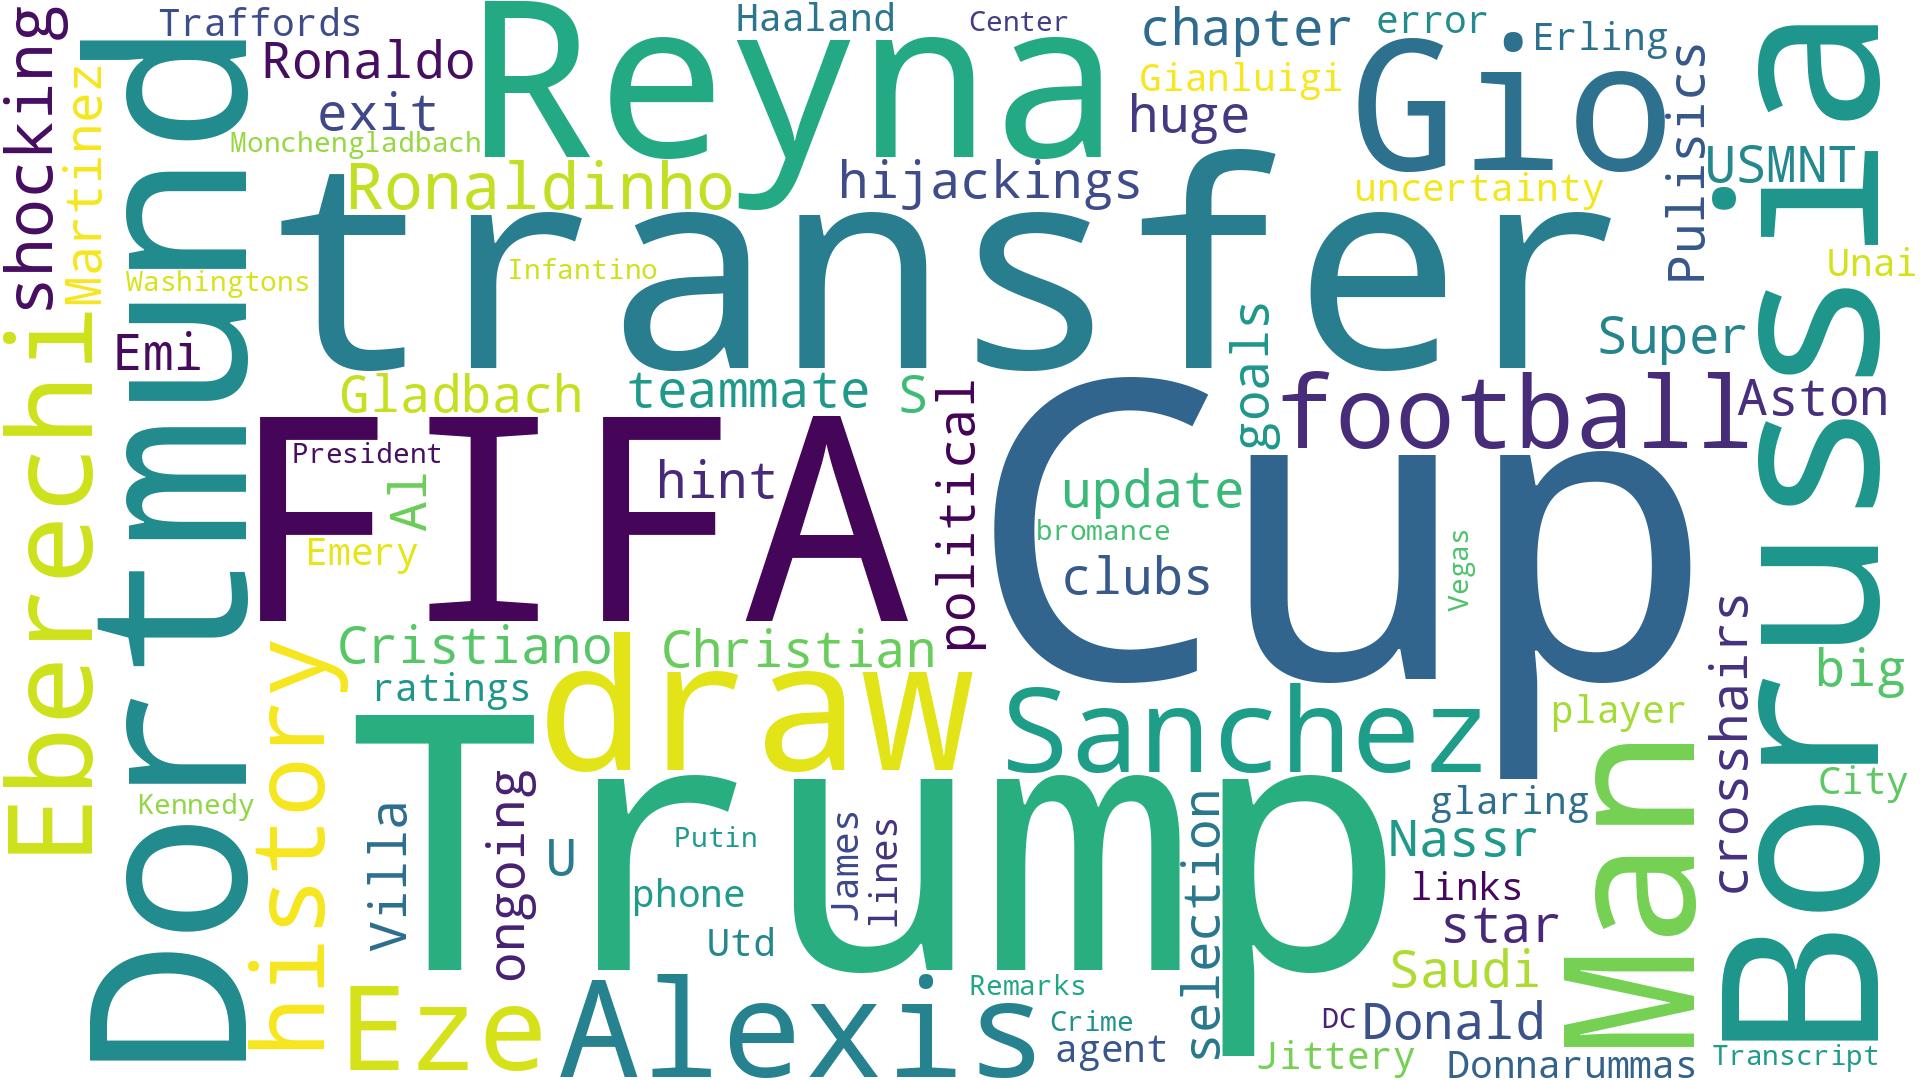 Traffords
Haaland
Center
chapter
error
Erling
shocking
Martinez
Ronaldo
Reyna
Gianluigi
Gio
exit
huge
Pulisics
Monchengladbach
Ronaldinho
hijackings
uncertainty
USMNT
Dortmund
transfer
Borussia
Washingtons
Infantino
Unai
Emi
Super
goals
Eberechi
Gladbach
teammate
S
political
football
Aston
FIFA
Cup
President
hint
Al
update
bromance
Emery
clubs
Vegas
Cristiano
Christian
crosshairs
big
history
ratings
draw
Sanchez
player
Trump
Man
City
Kennedy
Villa
ongoing
U
Putin
James
lines
selection
glaring
Nassr
phone
links
Utd
star
Saudi
Eze
Alexis
Remarks
Crime
agent
DC
Donald
Jittery
Donnarummas
Transcript